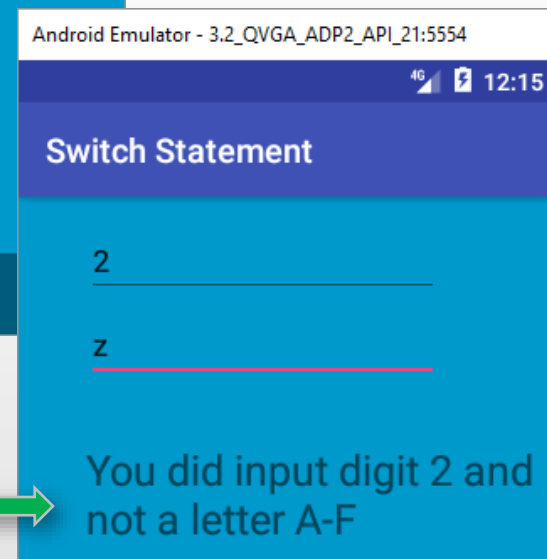 Android Emulator - 3.2_QVGA_ADP2_API_21:5554
4G 12:15
Switch Statement
2
z
You did input digit 2 and
not a letter A-F